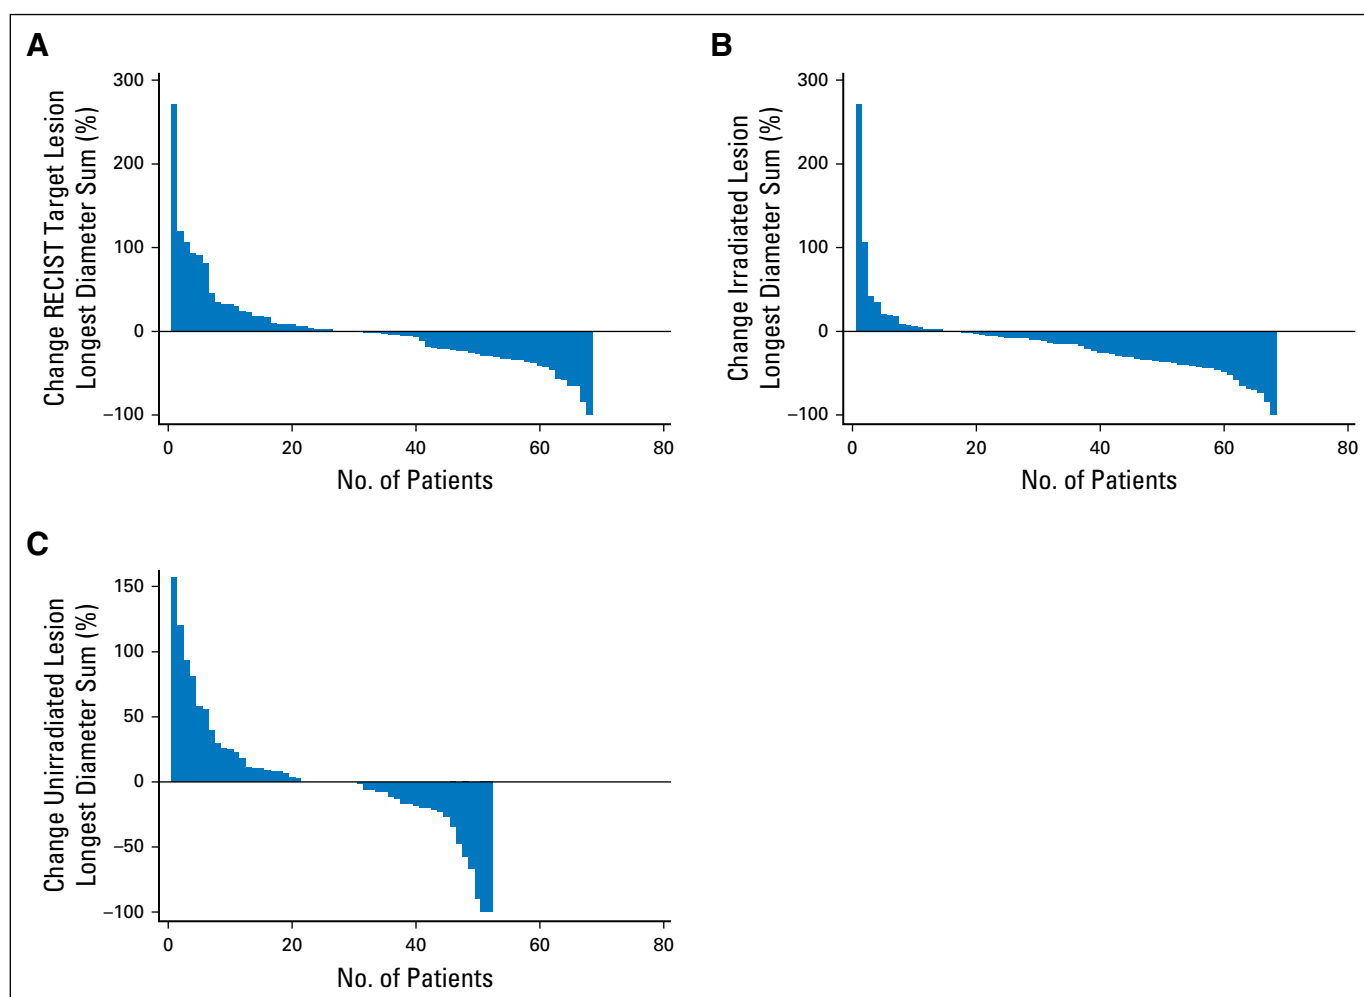 A
Change RECIST Target Lesion
Longest Diameter Sum (%)
300
200
100
0
–100
0 20 40 60 80
No. of Patients
B
Change Irradiated Lesion
Longest Diameter Sum (%)
300
200
100
0
–100
0 20 40 60 80
No. of Patients
C
Change Unirradiated Lesion
Longest Diameter Sum (%)
150
100
50
0
–50
–100
0 20 40 60 80
No. of Patients